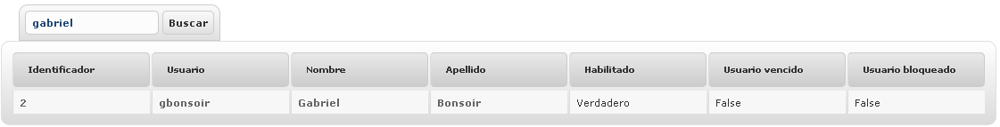 gabriel Buscar
Identificador Usuario Nombre Apellido Habilitado Usuario vencido Usuario bloqueado
2 gbonsoir Gabriel Bonsoir Verdadero False False